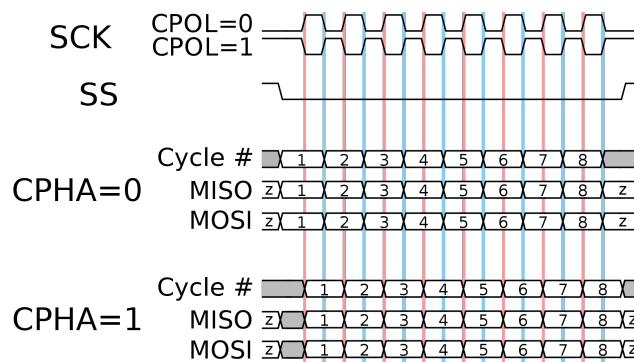 SCK CPOL=0
CPOL=1
SS
Cycle # 1 2 3 4 5 6 7 8
CPHA=0 MISO z 1 2 3 4 5 6 7 8 z
MOSI z 1 2 3 4 5 6 7 8 z
Cycle # 1 2 3 4 5 6 7 8
CPHA=1 MISO z 1 2 3 4 5 6 7 8 z
MOSI z 1 2 3 4 5 6 7 8 z